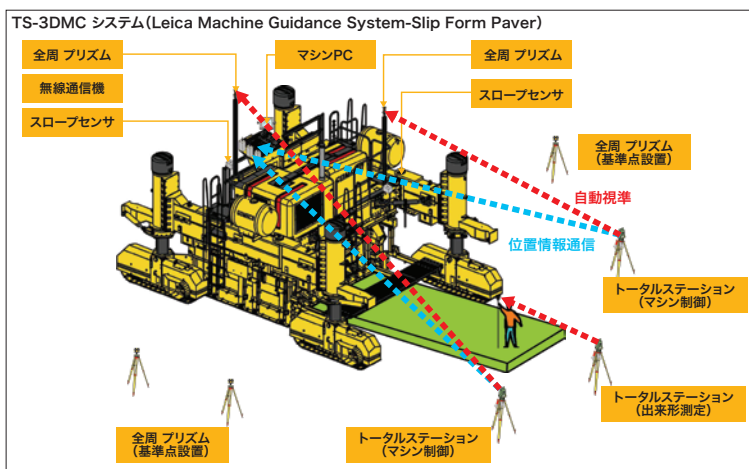 TS-3DMC システム(Leica Machine Guidance System-Slip Form Paver)
全周 プリズム
マシンPC
全周 プリズム
無線通信機
スロープセンサ
スロープセンサ
全周 プリズム
(基準点設置)
自動視準
位置情報通信
トータルステーション
(マシン制御)
トータルステーション
(出来形測定)
全周 プリズム
(基準点設置)
トータルステーション
(マシン制御)